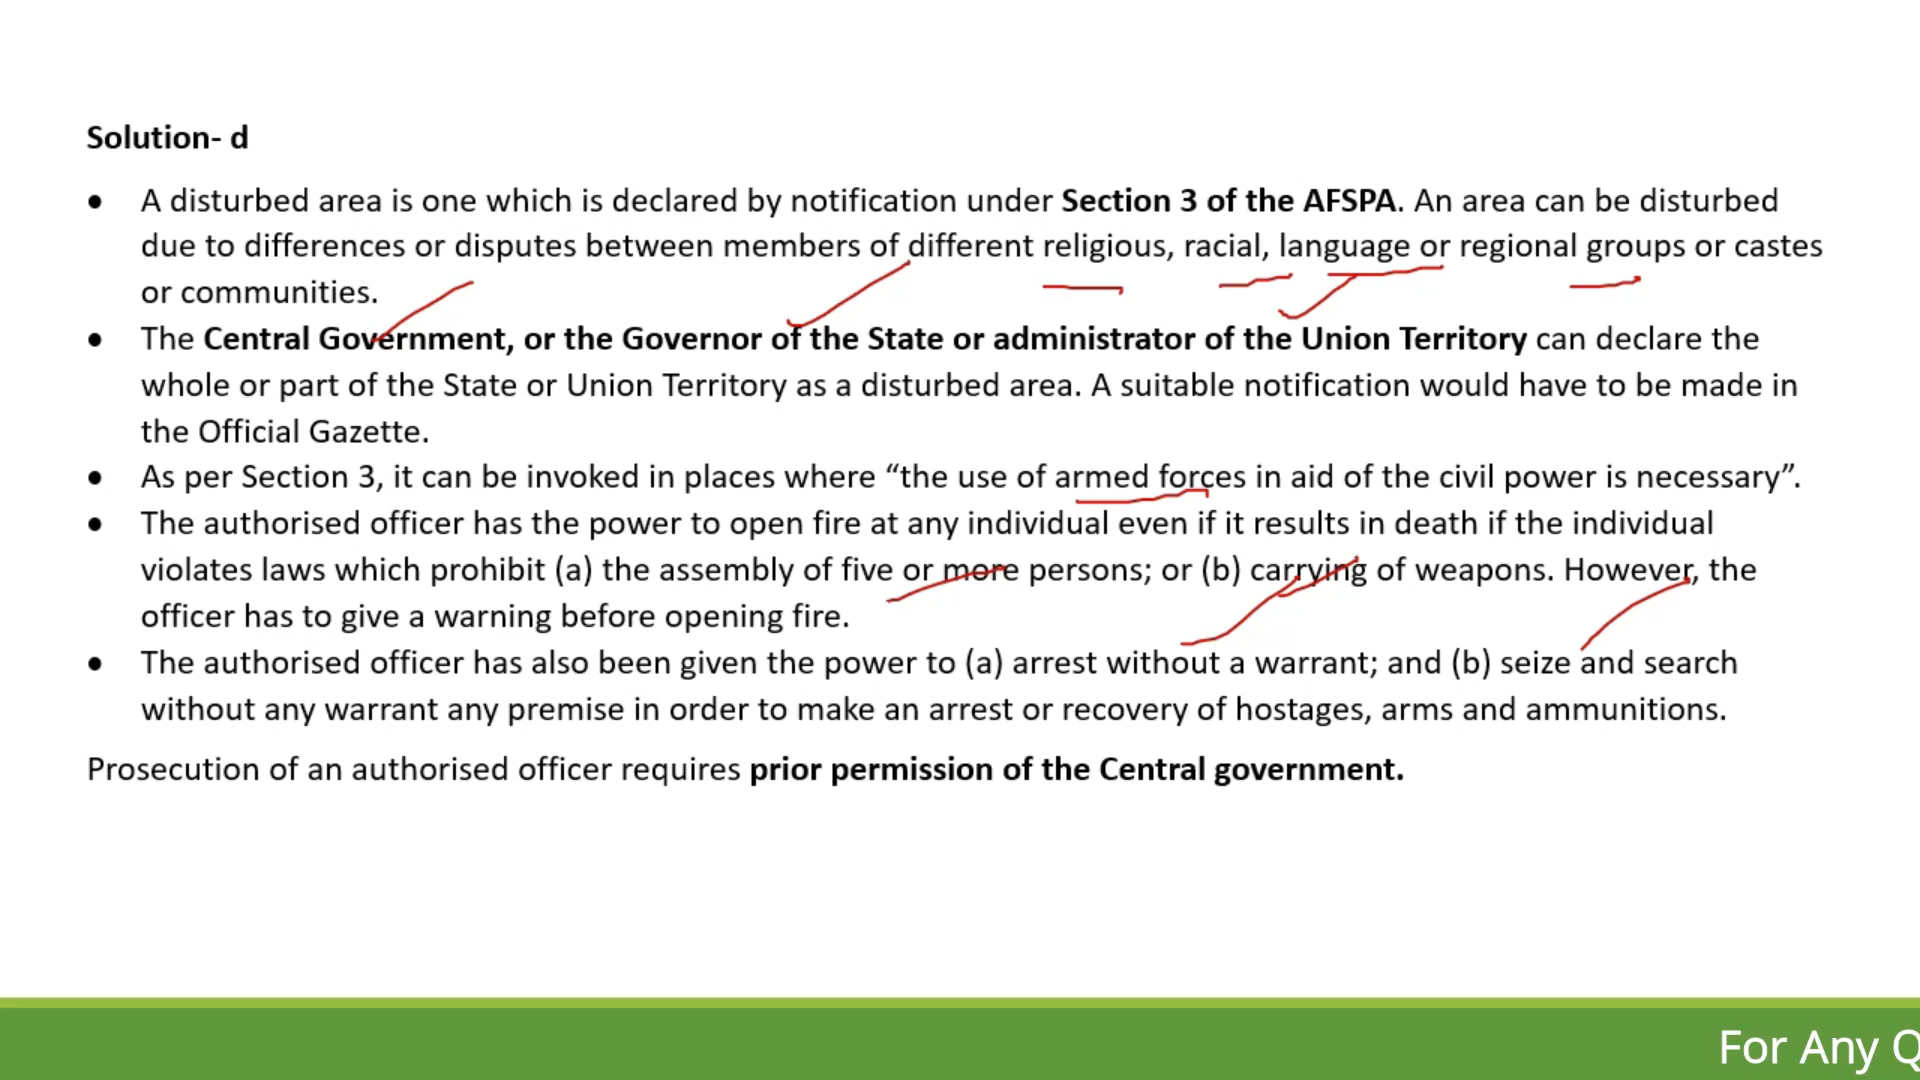 Solution- d
• A disturbed area is one which is declared by notification under Section 3 of the AFSPA. An area can be disturbed
due to differences or disputes between members of different religious, racial, language or regional groups or castes
or communities.
• The Central Government, or the Governor of the State or administrator of the Union Territory can declare the
whole or part of the State or Union Territory as a disturbed area. A suitable notification would have to be made in
the Official Gazette.
• As per Section 3, it can be invoked in places where “the use of armed forces in aid of the civil power is necessary”.
• The authorised officer has the power to open fire at any individual even if it results in death if the individual
violates laws which prohibit (a) the assembly of five or more persons; or (b) carrying of weapons. However, the
officer has to give a warning before opening fire.
• The authorised officer has also been given the power to (a) arrest without a warrant; and (b) seize and search
without any warrant any premise in order to make an arrest or recovery of hostages, arms and ammunitions.
Prosecution of an authorised officer requires prior permission of the Central government.
For Any Q